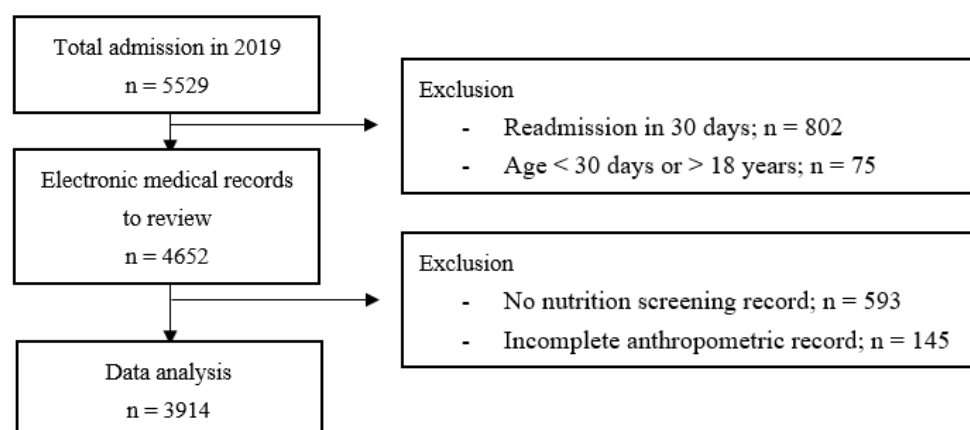 Total admission in 2019
n = 5529
Exclusion
- Readmission in 30 days; n = 802
- Age < 30 days or > 18 years; n = 75
Electronic medical records
to review
n = 4652
Exclusion
- No nutrition screening record; n = 593
- Incomplete anthropometric record; n = 145
Data analysis
n = 3914